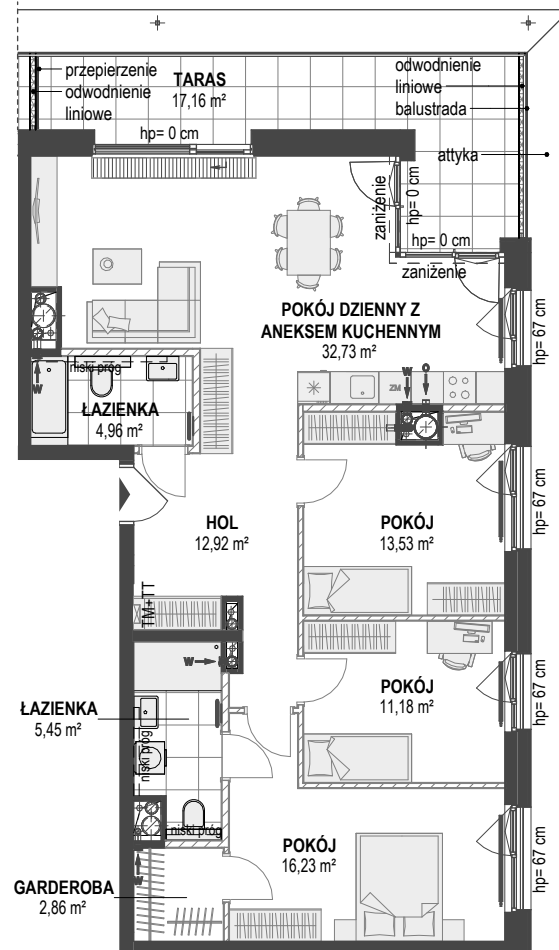 przepierzenie
odwodnienie
liniowe
TARAS
17,16 m²
odwodnienie
liniowe
balustrada
attyka
hp= 0 cm
zaniżenie
hp= 0 cm
hp= 0 cm
zaniżenie
POKÓJ DZIENNY Z
ANEKSEM KUCHENNYM
32,73 m²
hp= 67 cm
niski próg
W
ŁAZIENKA
4,96 m²
ZM
W
O
HOL
12,92 m²
POKÓJ
13,53 m²
hp= 67 cm
TM+TT
W
ŁAZIENKA
5,45 m²
niski próg
niski próg
POKÓJ
11,18 m²
hp= 67 cm
POKÓJ
16,23 m²
hp= 67 cm
W
GARDEROBA
2,86 m²